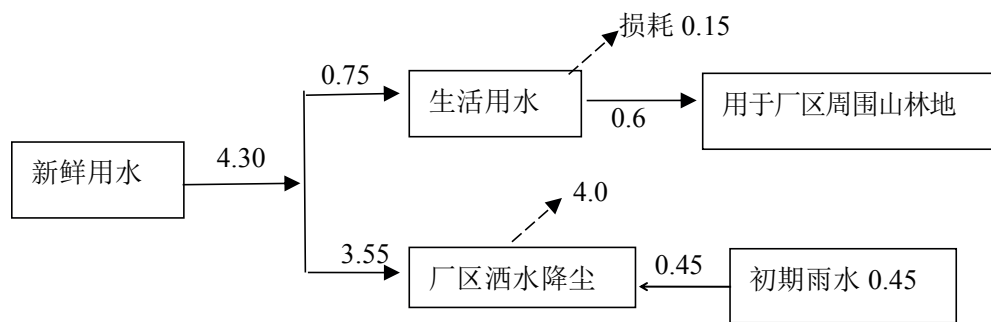 损耗 0.15
0.75
生活用水
0.6
用于厂区周围山林地
新鲜用水
4.30
4.0
3.55
厂区洒水降尘
0.45
初期雨水 0.45